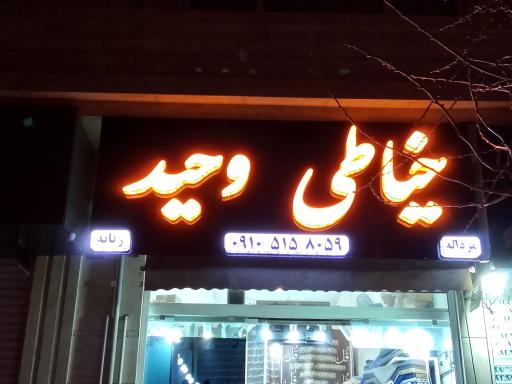 خیاطی وحید
مردانه ۰۹۱۰ ۵۱۵ ۸۰۵۹ زنانه